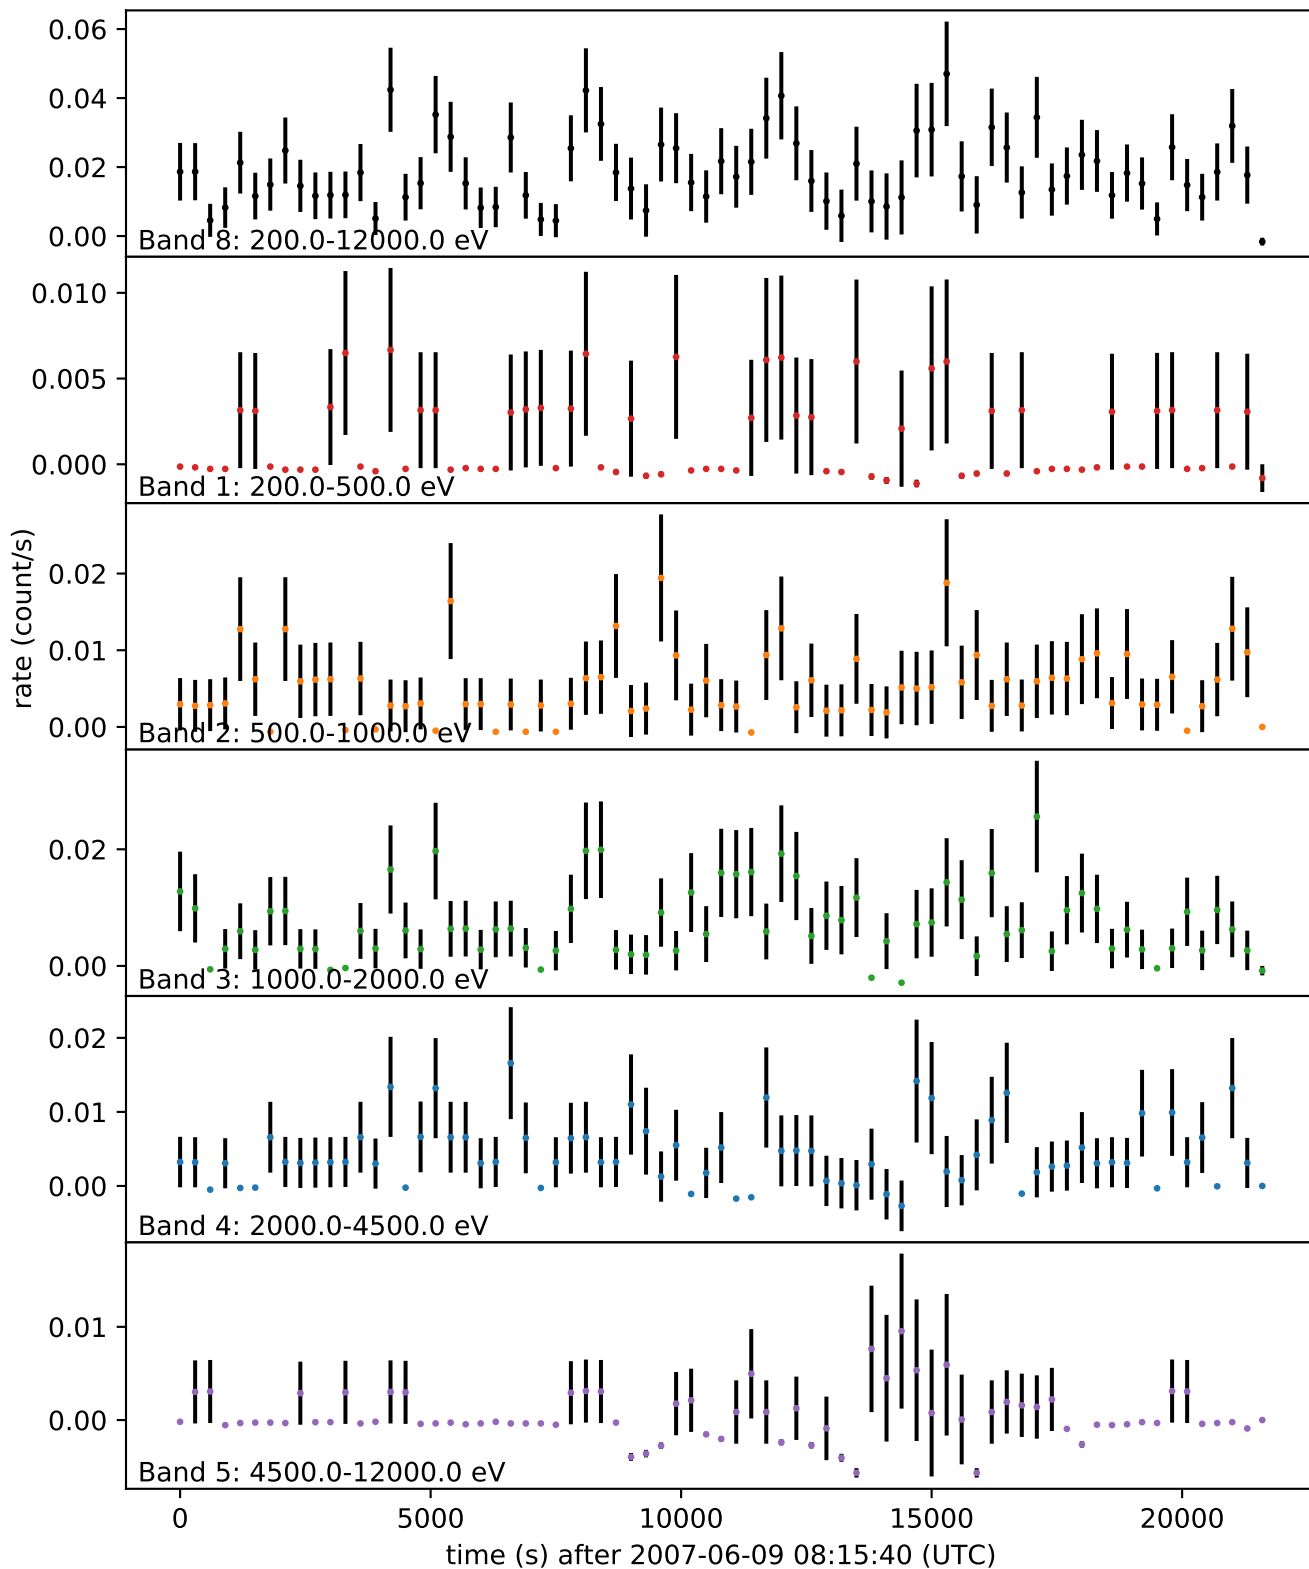 0.06
0.04
0.02
0.00
Band 8: 200.0-12000.0 eV
0.010
0.005
0.000
Band 1: 200.0-500.0 eV
0.02
0.01
0.00
Band 2: 500.0-1000.0 eV
rate (count/s)
0.02
0.00
Band 3: 1000.0-2000.0 eV
0.02
0.01
0.00
Band 4: 2000.0-4500.0 eV
0.01
0.00
Band 5: 4500.0-12000.0 eV
0 5000 10000 15000 20000
time (s) after 2007-06-09 08:15:40 (UTC)